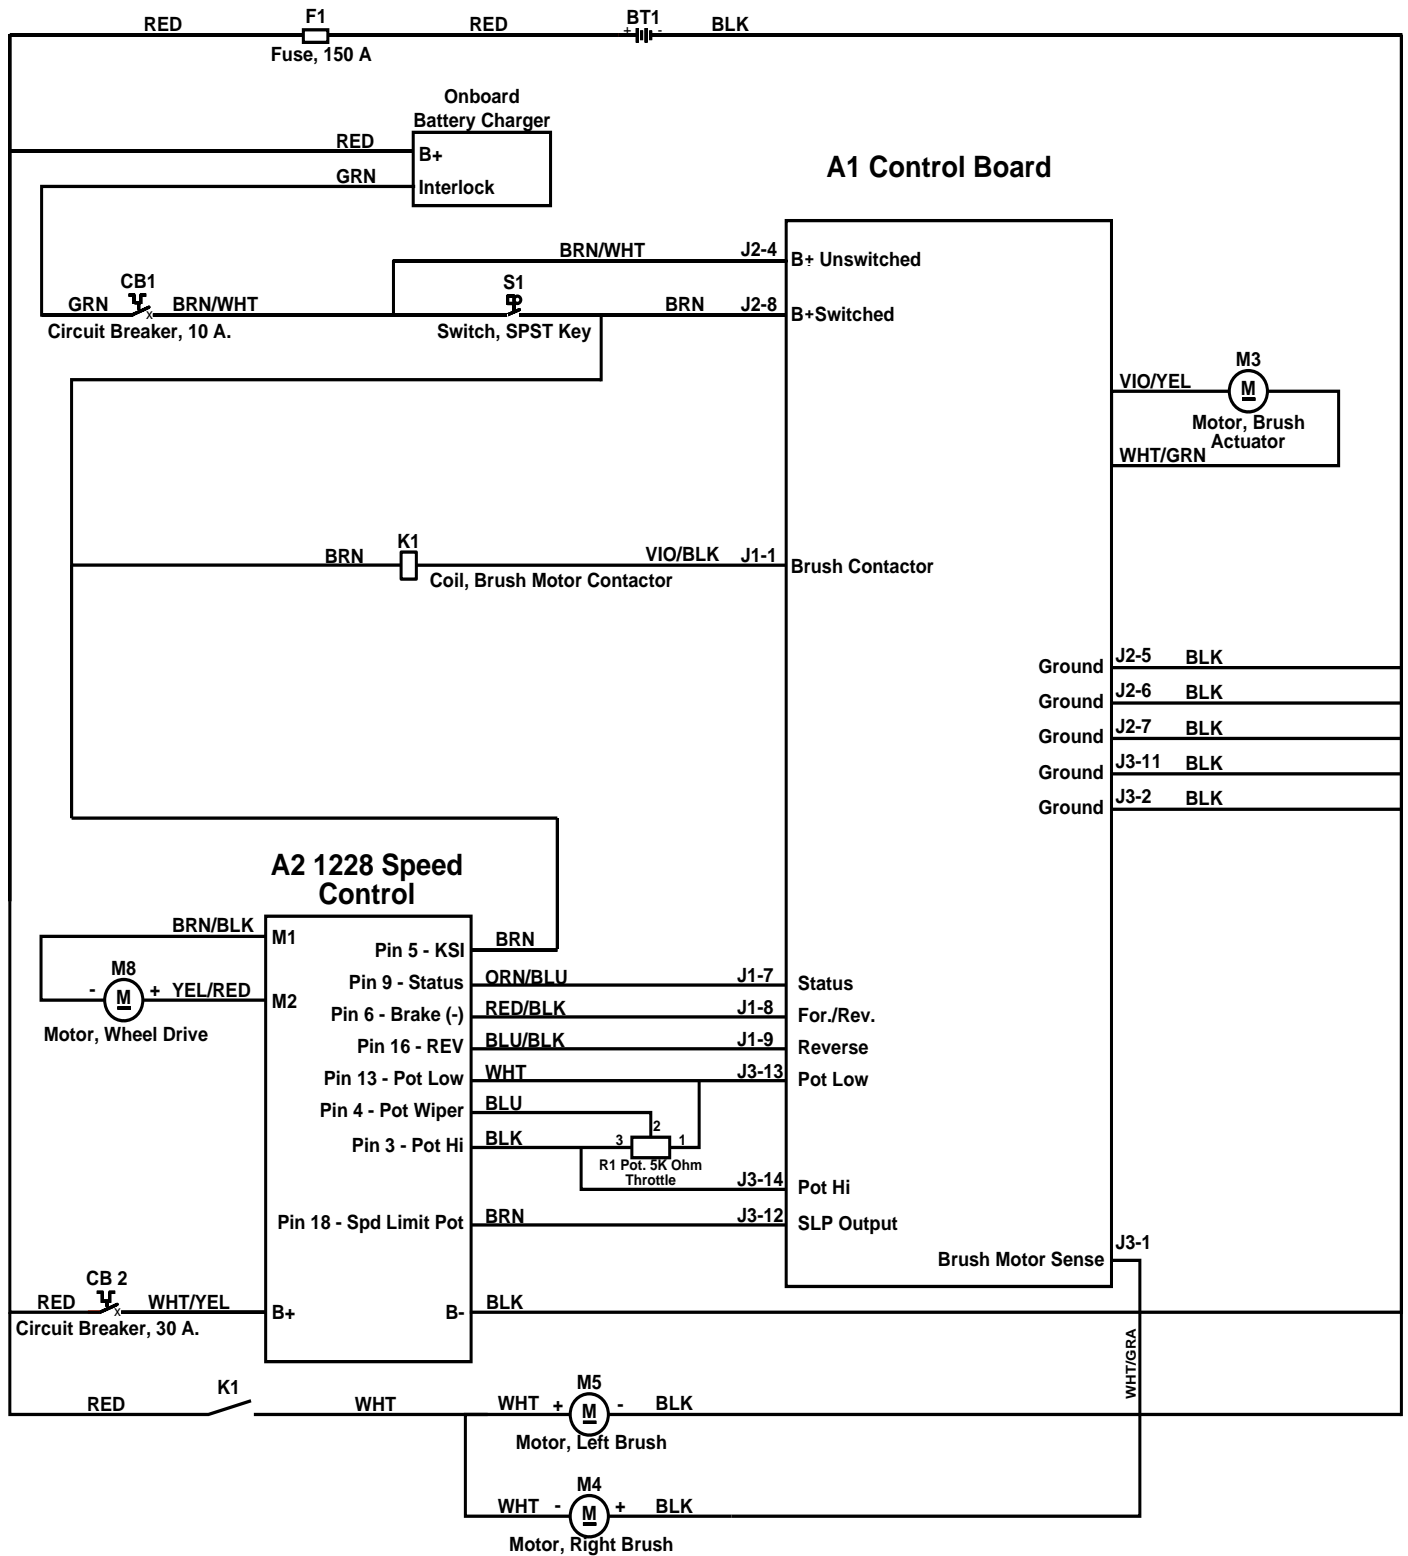 RED F1 RED BT1 BLK
+ -
Fuse, 150 A
Onboard
Battery Charger
RED B+
GRN Interlock
A1 Control Board
BRN/WHT J2-4 B+ Unswitched
CB1 S1
GRN x BRN/WHT BRN J2-8 B+Switched
Circuit Breaker, 10 A. Switch, SPST Key
M3
VIO/YEL M
Motor, Brush
Actuator
WHT/GRN
K1
BRN VIO/BLK J1-1 Brush Contactor
Coil, Brush Motor Contactor
Ground J2-5 BLK
Ground J2-6 BLK
Ground J2-7 BLK
Ground J3-11 BLK
Ground J3-2 BLK
A2 1228 Speed
Control
BRN/BLK M1
Pin 5 - KSI BRN
M8
- M + YEL/RED M2
Motor, Wheel Drive
Pin 9 - Status ORN/BLU J1-7 Status
Pin 6 - Brake (-) RED/BLK J1-8 For./Rev.
Pin 16 - REV BLU/BLK J1-9 Reverse
Pin 13 - Pot Low WHT J3-13 Pot Low
Pin 4 - Pot Wiper BLU
2
Pin 3 - Pot Hi BLK 3 1
R1 Pot. 5K Ohm
Throttle
J3-14 Pot Hi
Pin 18 - Spd Limit Pot BRN J3-12 SLP Output
Brush Motor Sense J3-1
CB 2
RED x WHT/YEL B+ B- BLK
Circuit Breaker, 30 A.
WHT/GRA
K1 M5
RED WHT WHT + M - BLK
Motor, Left Brush
M4
WHT - M + BLK
Motor, Right Brush